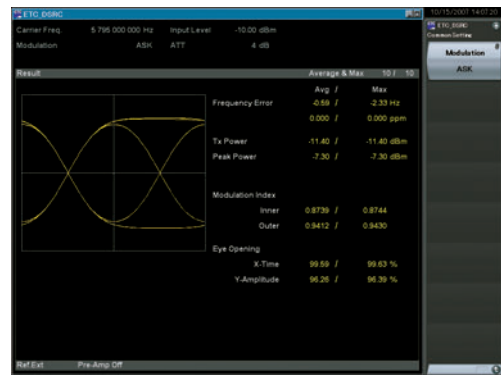 ETC_DSRC
10/15/2007 14:07:20
Carrier Freq. 5 795 000 000 Hz Input Level -10.00 dBm
Modulation ASK ATT 4 dB
ETC_DSRC
Common Setting
Modulation
ASK
Result Average & Max 10 / 10
Avg / Max
Frequency Error -0.59 / -2.33 Hz
0.000 / 0.000 ppm
Tx Power -11.40 / -11.40 dBm
Peak Power -7.30 / -7.30 dBm
Modulation Index
Inner 0.8739 / 0.8744
Outer 0.9412 / 0.9430
Eye Opening
X-Time 99.59 / 99.63 %
Y-Amplitude 96.26 / 96.39 %
Ref.Ext Pre-Amp Off